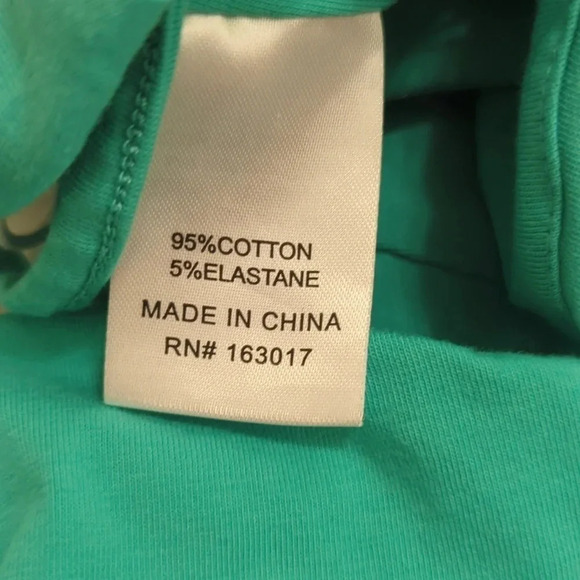 95%COTTON
5%ELASTANE
MADE IN CHINA
RN# 163017